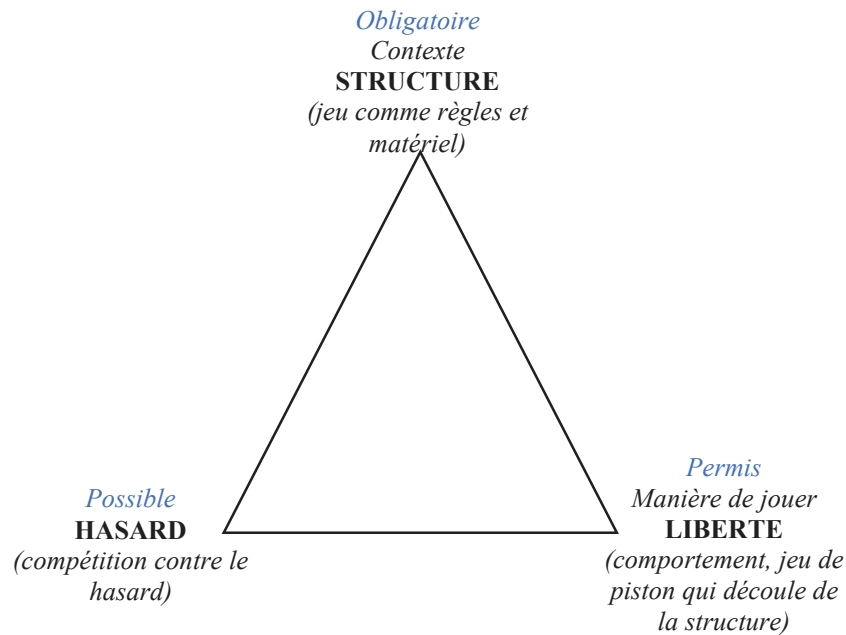 Obligatoire
Contexte
STRUCTURE
(jeu comme règles et
matériel)
Possible
HASARD
(compétition contre le
hasard)
Permis
Manière de jouer
LIBERTE
(comportement, jeu de
piston qui découle de
la structure)